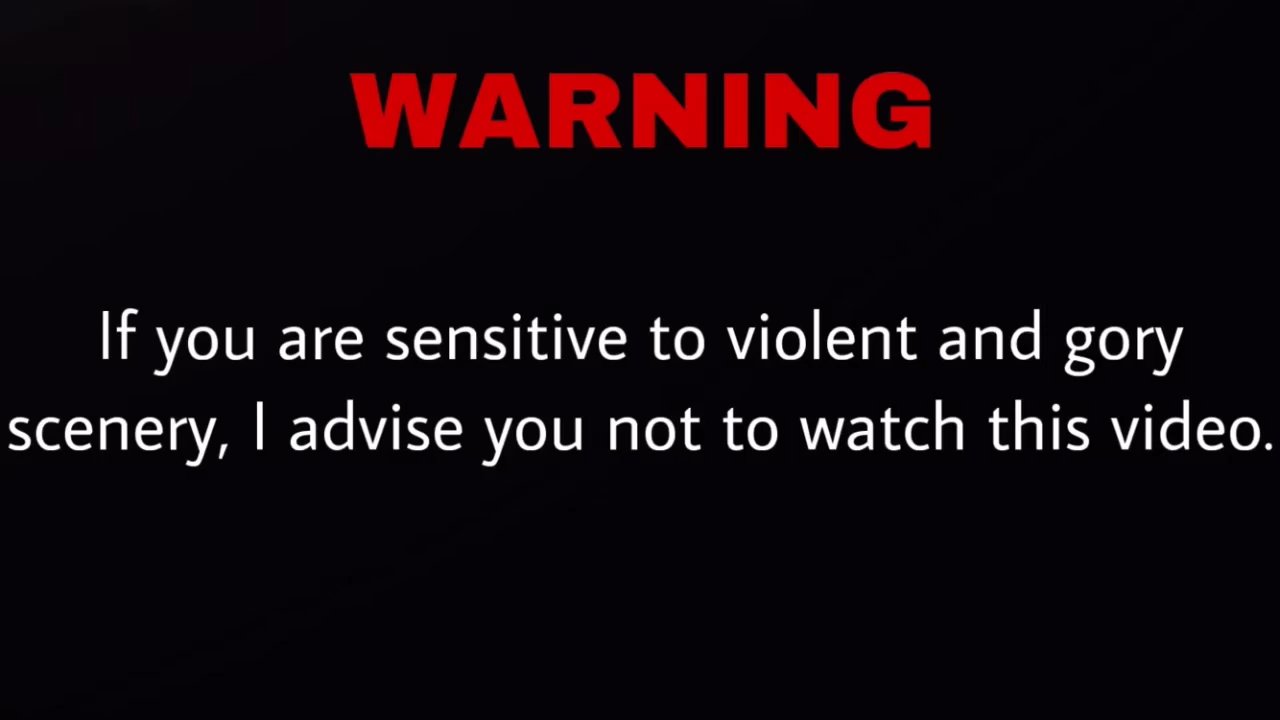 WARNING
If you are sensitive to violent and gory
scenery, I advise you not to watch this video.